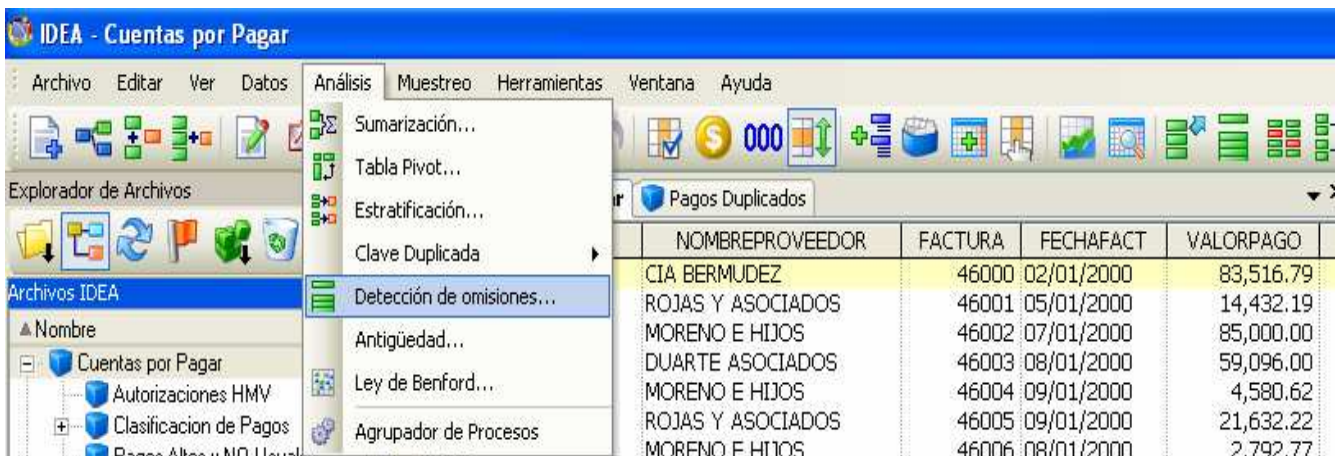 IDEA - Cuentas por Pagar
Archivo Editar Ver Datos Análisis Muestreo Herramientas Ventana Ayuda
Sumarización...
000
Tabla Pivot...
Explorador de Archivos
Pagos Duplicados
Estratificación...
Clave Duplicada
NOMBREPROVEEDOR FACTURA FECHAFACT VALORPAGO
CIA BERMUDEZ 46000 02/01/2000 83,516.79
Archivos IDEA
Detección de omisiones...
ROJAS Y ASOCIADOS 46001 05/01/2000 14,432.19
Nombre
Antigüedad...
MORENO E HIJOS 46002 07/01/2000 85,000.00
Cuentas por Pagar
DUARTE ASOCIADOS 46003 08/01/2000 59,096.00
Autorizaciones HMV
Ley de Benford...
MORENO E HIJOS 46004 09/01/2000 4,580.62
Clasificacion de Pagos
Agrupador de Procesos
ROJAS Y ASOCIADOS 46005 09/01/2000 21,632.22
Pagos Altos y NO
MORENO E HIJOS 46006 08/01/2000 2,792.77